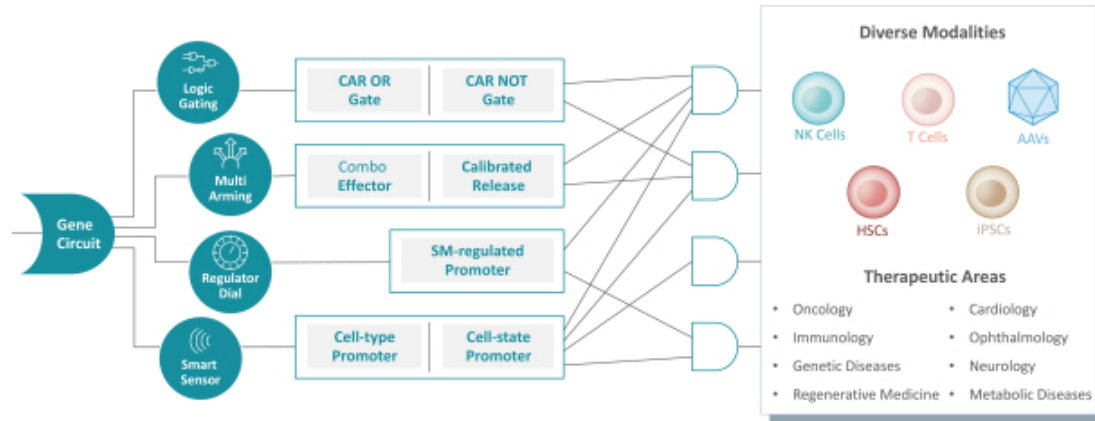 Gene
Circuit
Logic
Gating
Multi
Arming
Regulator
Dial
Smart
Sensor
CAR OR
Gate
CAR NOT
Gate
Combo
Effector
Calibrated
Release
SM-regulated
Promoter
Cell-type
Promoter
Cell-state
Promoter
Diverse Modalities
NK Cells
T Cells
AAVs
HSCs
iPSCs
Therapeutic Areas
• Oncology
• Immunology
• Genetic Diseases
• Regenerative Medicine
• Cardiology
• Ophthalmology
• Neurology
• Metabolic Diseases